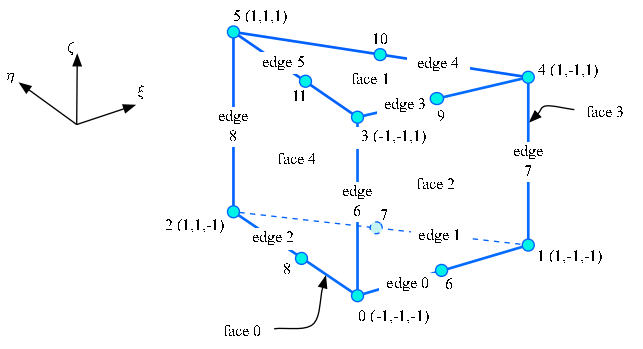 5 (1,1,1)
10
ζ
edge 5
edge 4
η
face 1
4 (1,-1,1)
ξ
11
edge 3
9
face 3
edge
8
3 (-1,-1,1)
face 4
edge
7
face 2
edge
6
7
2 (1,1,-1)
edge 2
edge 1
1 (1,-1,-1)
8
edge 0
6
0 (-1,-1,-1)
face 0